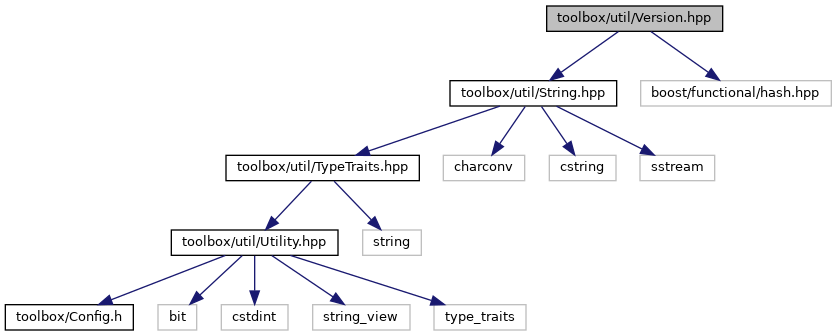 toolbox/util/Version.hpp
toolbox/util/String.hpp
boost/functional/hash.hpp
toolbox/util/TypeTraits.hpp
charconv
cstring
sstream
toolbox/util/Utility.hpp
string
toolbox/Config.h
bit
cstdint
string_view
type_traits